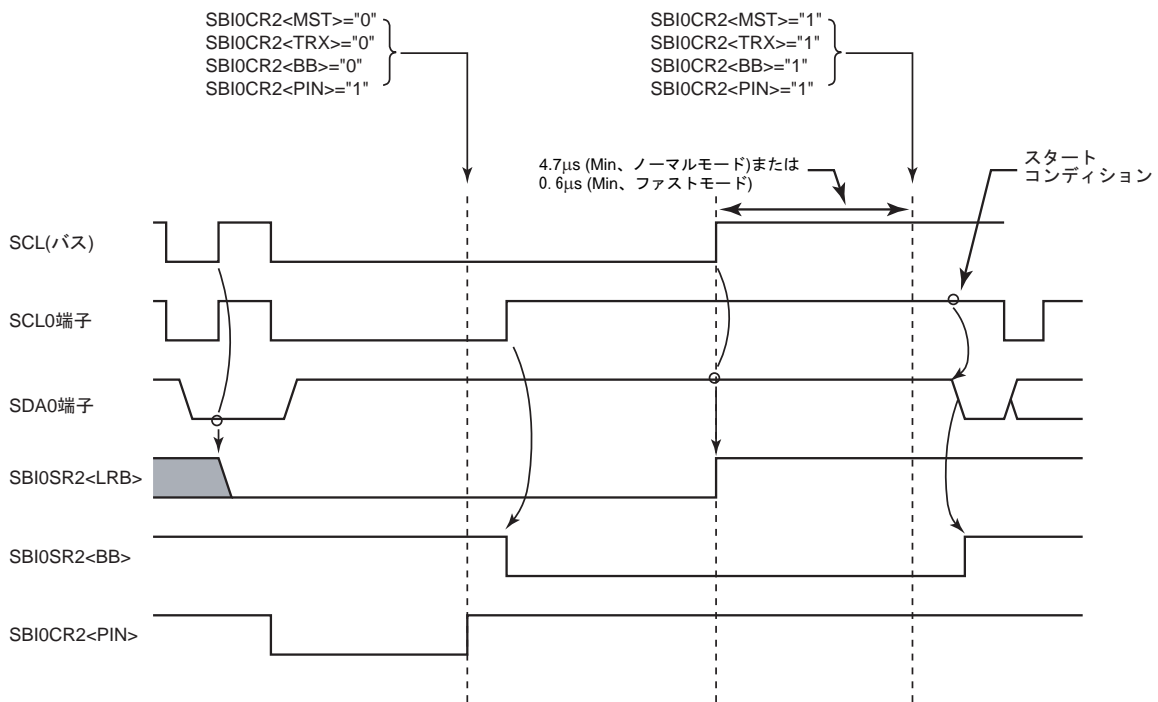 SBI0CR2<MST>="0"
SBI0CR2<TRX>="0"
SBI0CR2<BB>="0"
SBI0CR2<PIN>="1"
SBI0CR2<MST>="1"
SBI0CR2<TRX>="1"
SBI0CR2<BB>="1"
SBI0CR2<PIN>="1"
4.7μs (Min、ノーマルモード)または
0.6μs (Min、ファストモード)
スタート
コンディション
SCL(バス)
SCL0端子
SDA0端子
SBI0SR2<LRB>
SBI0SR2<BB>
SBI0CR2<PIN>